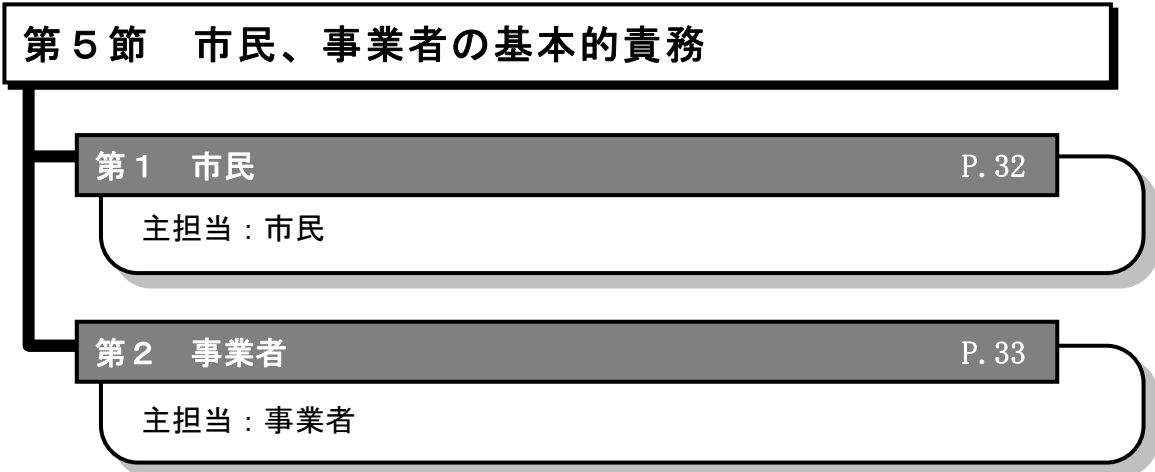 第５節　市民、事業者の基本的責務
第１　市民　P.32
主担当：市民
第２　事業者　P.33
主担当：事業者